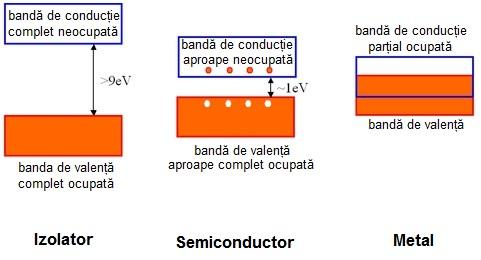 bandă de conducție
complet neocupată
>9eV
banda de valență
complet ocupată
Izolator
bandă de conducție
aproape neocupată
~1eV
bandă de valență
aproape complet ocupată
Semiconductor
bandă de conducție
parțial ocupată
bandă de valență
Metal